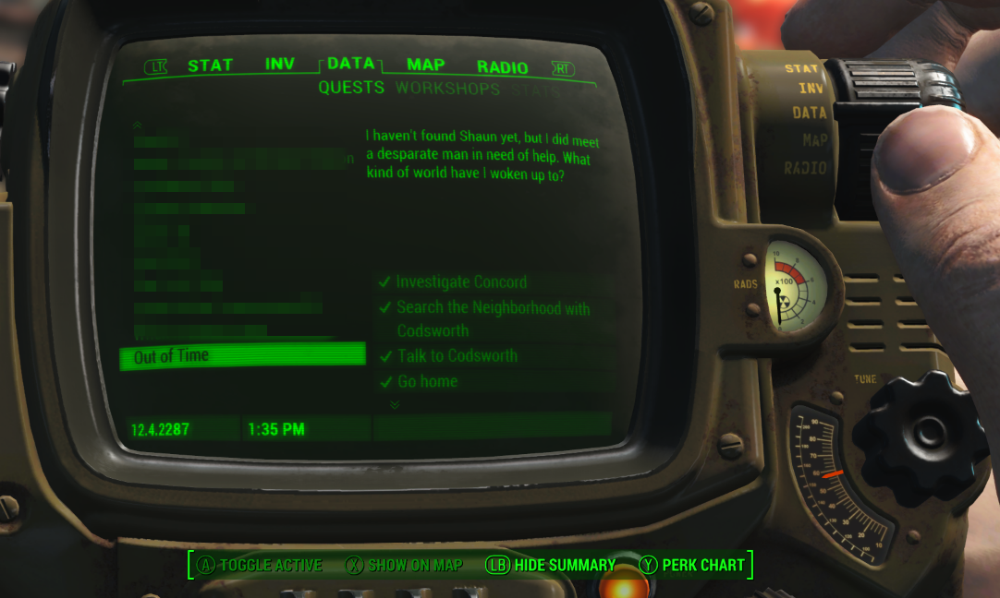 LT STAT INV DATA MAP RADIO RT
QUESTS WORKSHOPS STATS
I haven't found Shaun yet, but I did meet
a desparate man in need of help. What
kind of world have I woken up to?
Investigate Concord
Search the Neighborhood with
Codsworth
Talk to Codsworth
Go home
Out of Time
12.4.2287 1:35 PM
STAT
INV
DATA
MAP
RADIO
RADS
x100
TUNE
A TOGGLE ACTIVE X SHOW ON MAP LB HIDE SUMMARY Y PERK CHART